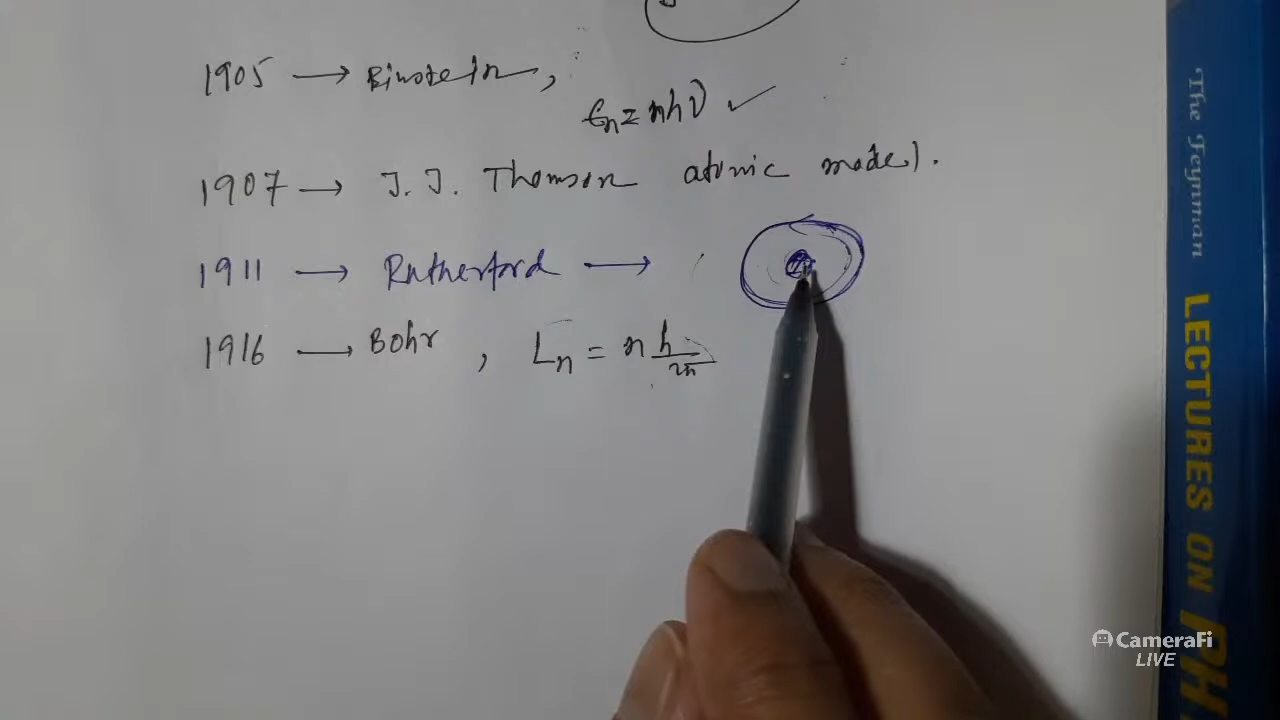 1905 → Einstein,
En = nhν ✓
1907 → J. J. Thomson atomic model.
1911 → Rutherford →
1916 → Bohr , Ln = n h/2π
The Feynman
LECTURES ON PH
CameraFi
LIVE